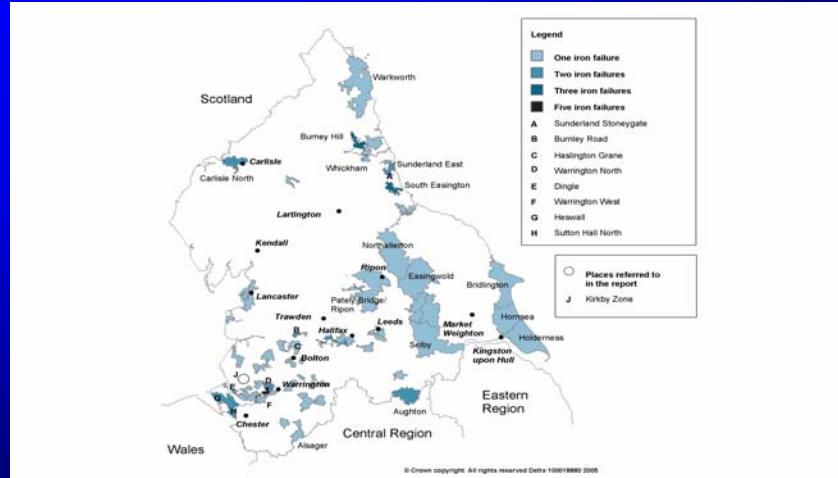 Legend
One iron failure
Two iron failures
Three iron failures
Five iron failures
A Sunderland Stoneygate
B Burnley Road
C Haslington Grane
D Warrington North
E Dingle
F Warrington West
G Heswall
H Sutton Hall North
Places referred to
in the report
J Kirkby Zone
Scotland
Warkworth
Burney Hill
Whickham
Sunderland East
A
South Easington
Carlisle
Carlisle North
Lartington
Kendall
Northallerton
Ripon
Easingwold
Bridlington
Lancaster
Pately Bridge/
Ripon
Hornsea
Trawden
Halifax
Leeds
Market
Weighton
Holderness
B
C
Selby
Bolton
Kingston
upon Hull
J
D
E
Warrington
F
G
H
Chester
Aughton
Eastern
Region
Wales
Alsager
Central Region
© Crown copyright All rights reserved Defra 100018880 2005